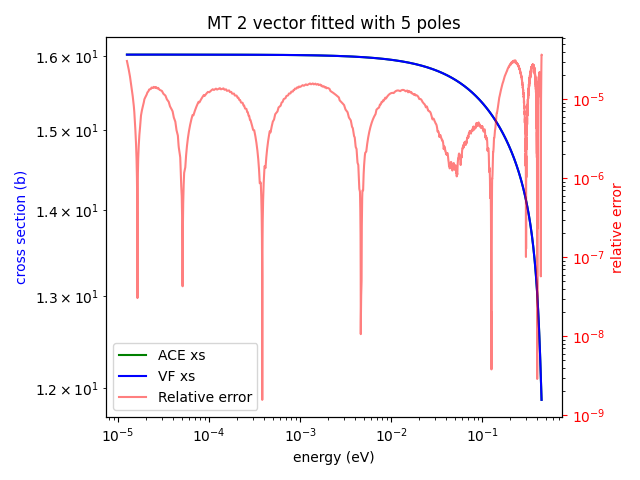 MT 2 vector fitted with 5 poles
1.6 × 10¹
1.5 × 10¹
1.4 × 10¹
1.3 × 10¹
1.2 × 10¹
cross section (b)
10⁻⁵
10⁻⁶
10⁻⁷
10⁻⁸
10⁻⁹
relative error
ACE xs
VF xs
Relative error
10⁻⁵ 10⁻⁴ 10⁻³ 10⁻² 10⁻¹
energy (eV)